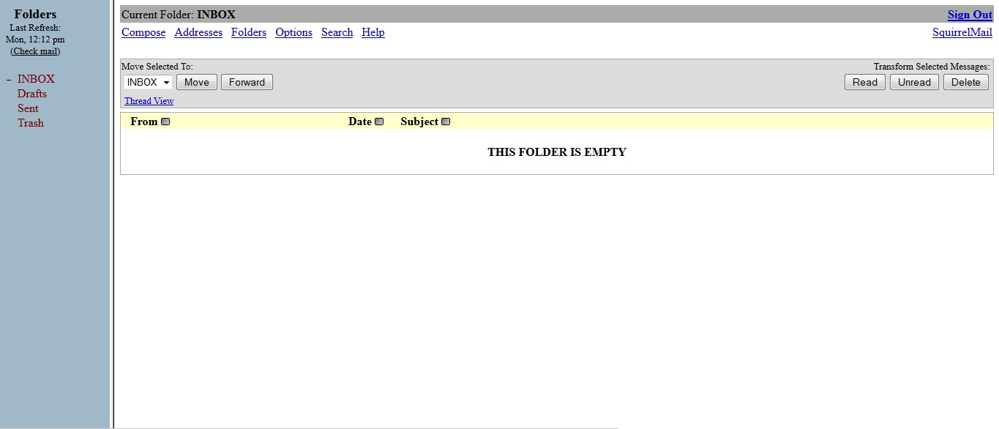 Folders
Last Refresh:
Mon, 12:12 pm
(Check mail)
– INBOX
Drafts
Sent
Trash
Current Folder: INBOX Sign Out
Compose Addresses Folders Options Search Help SquirrelMail
Move Selected To: Transform Selected Messages:
INBOX Move Forward Read Unread Delete
Thread View
From Date Subject
THIS FOLDER IS EMPTY